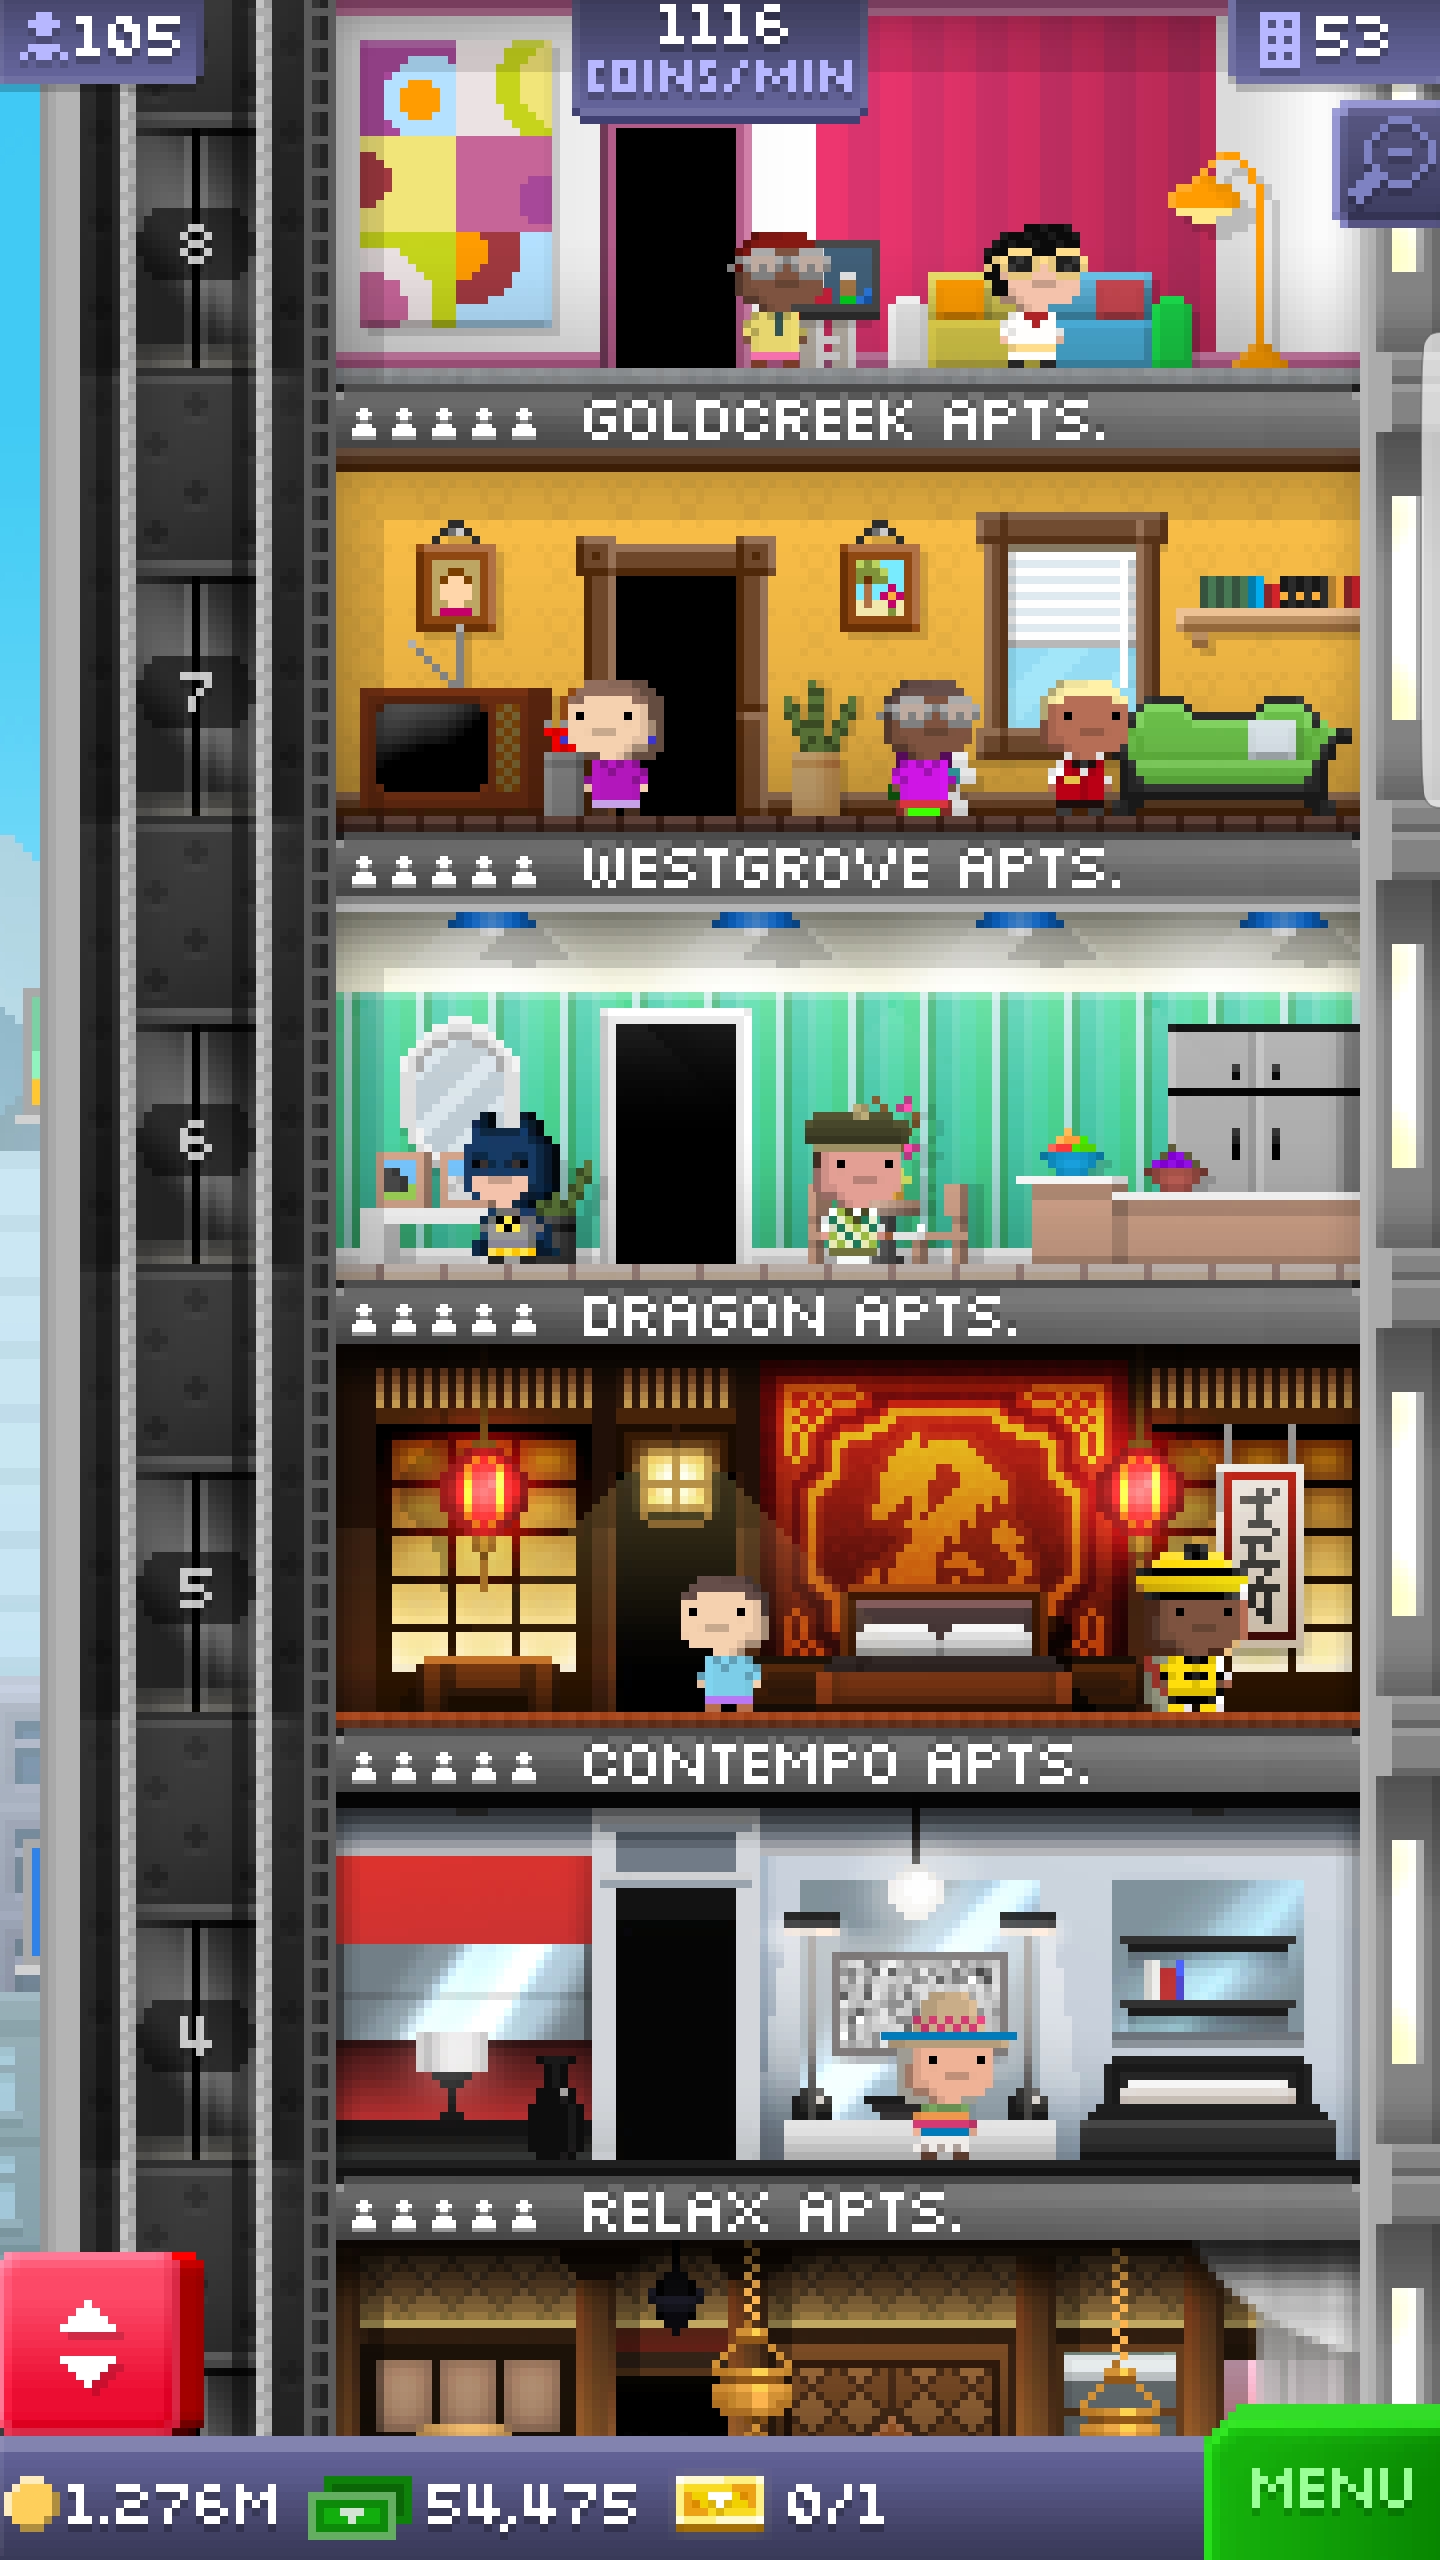 105
1116
COINS/MIN
53
8
GOLDCREEK APTS.
7
WESTGROVE APTS.
6
DRAGON APTS.
5
CONTEMPO APTS.
4
RELAX APTS.
1.276M
54,475
0/1
MENU